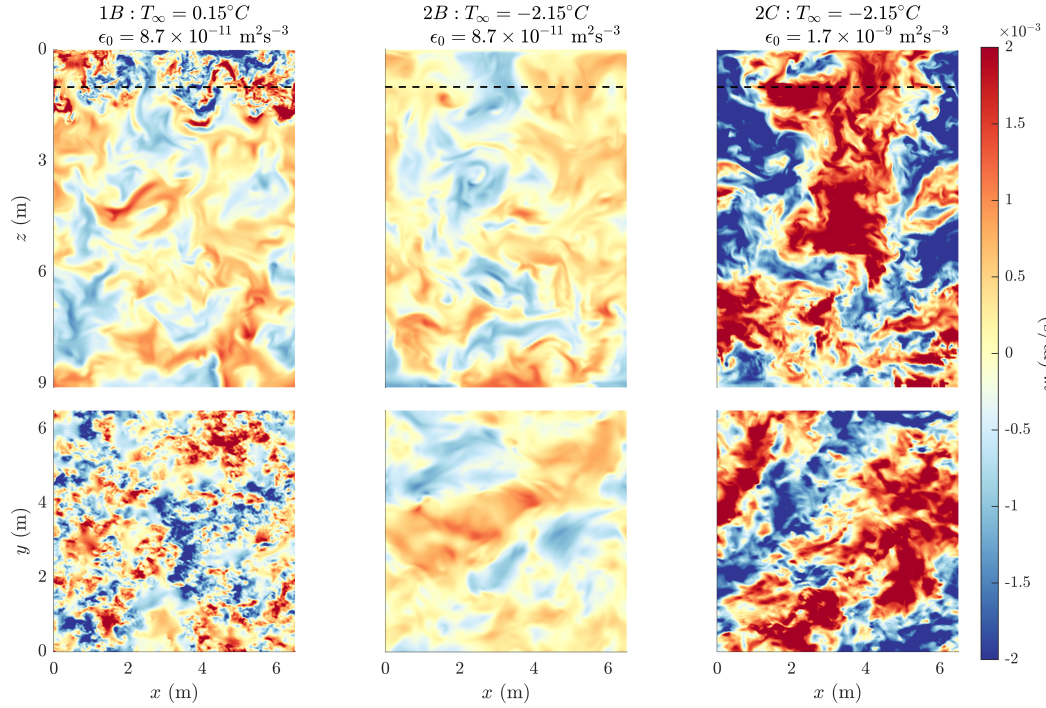 1B : T∞ = 0.15°C
ϵ0 = 8.7 × 10−11 m2s−3
2B : T∞ = −2.15°C
ϵ0 = 8.7 × 10−11 m2s−3
2C : T∞ = −2.15°C
ϵ0 = 1.7 × 10−9 m2s−3
×10−3
0
3
6
9
z (m)
2
1.5
1
0.5
0
-0.5
-1
-1.5
-2
6
4
2
0
y (m)
0 2 4 6
x (m)
0 2 4 6
x (m)
0 2 4 6
x (m)